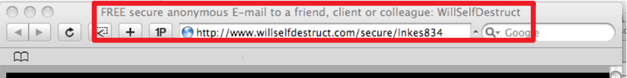 FREE secure anonymous E-mail to a friend, client or colleague: WillSelfDestruct
1P http://www.willselfdestruct.com/secure/lnkes834 Google